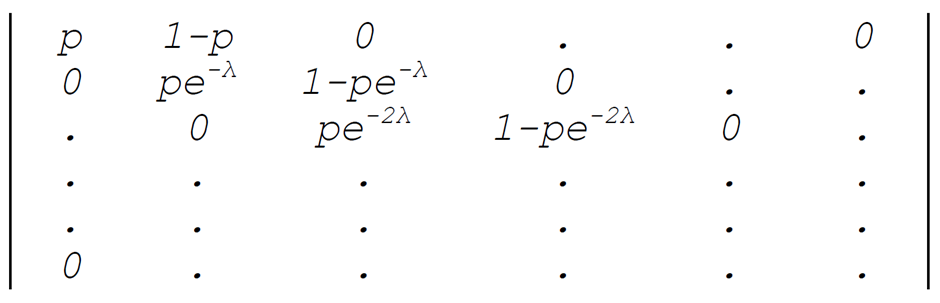 p 1-p 0 . . 0
0 pe^{-λ} 1-pe^{-λ} 0 . .
. 0 pe^{-2λ} 1-pe^{-2λ} 0 .
. . . . . .
. . . . . .
0 . . . . .